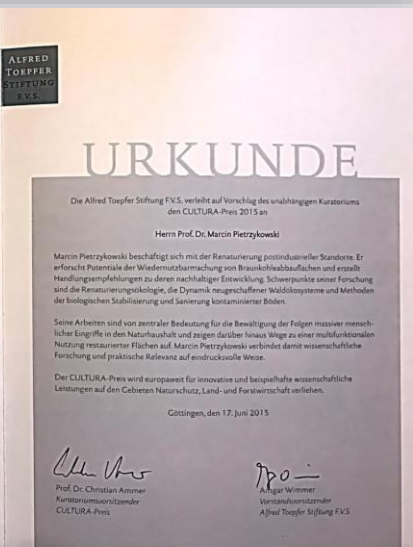 ALFRED
TOEPFER
STIFTUNG
F.V.S.
URKUNDE
Die Alfred Toepfer Stiftung F.V.S. verleiht auf Vorschlag des unabhängigen Kuratoriums
den CULTURA-Preis 2015 an
Herrn Prof. Dr. Marcin Pietrzykowski
Marcin Pietrzykowski beschäftigt sich mit der Renaturierung postindustrieller Standorte. Er
erforscht Potentiale der Wiedernutzbarmachung von Braunkohleabbauflächen und erstellt
Handlungsempfehlungen zu deren nachhaltiger Entwicklung. Schwerpunkte seiner Forschung
sind die Renaturierungsökologie, die Dynamik neugeschaffener Waldökosysteme und Methoden
der biologischen Stabilisierung und Sanierung kontaminierter Böden.
Seine Arbeiten sind von zentraler Bedeutung für die Bewältigung der Folgen massiver mensch-
licher Eingriffe in den Naturhaushalt und zeigen darüber hinaus Wege zu einer multifunktionalen
Nutzung restaurierter Flächen auf. Marcin Pietrzykowski verbindet damit wissenschaftliche
Forschung und praktische Relevanz auf eindrucksvolle Weise.
Der CULTURA-Preis wird europaweit für innovative und beispielhafte wissenschaftliche
Leistungen auf den Gebieten Naturschutz, Land- und Forstwirtschaft verliehen.
Göttingen, den 17. Juni 2015
Prof. Dr. Christian Ammer
Kuratoriumsvorsitzender
CULTURA-Preis
Ansgar Wimmer
Vorstandsvorsitzender
Alfred Toepfer Stiftung F.V.S